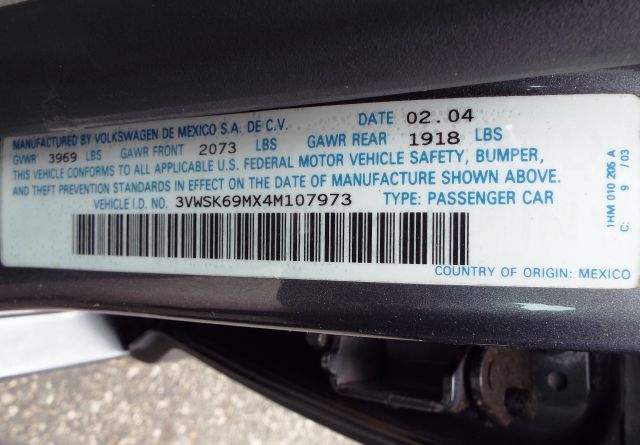 MANUFACTURED BY VOLKSWAGEN DE MEXICO S.A. DE C.V. DATE 02.04
GVWR 3969 LBS GAWR FRONT 2073 LBS GAWR REAR 1918 LBS
THIS VEHICLE CONFORMS TO ALL APPLICABLE U.S. FEDERAL MOTOR VEHICLE SAFETY, BUMPER,
AND THEFT PREVENTION STANDARDS IN EFFECT ON THE DATE OF MANUFACTURE SHOWN ABOVE.
VEHICLE I.D. NO. 3VWSK69MX4M107973 TYPE: PASSENGER CAR
COUNTRY OF ORIGIN: MEXICO
1HM 010 205 A
C: 9 / 03